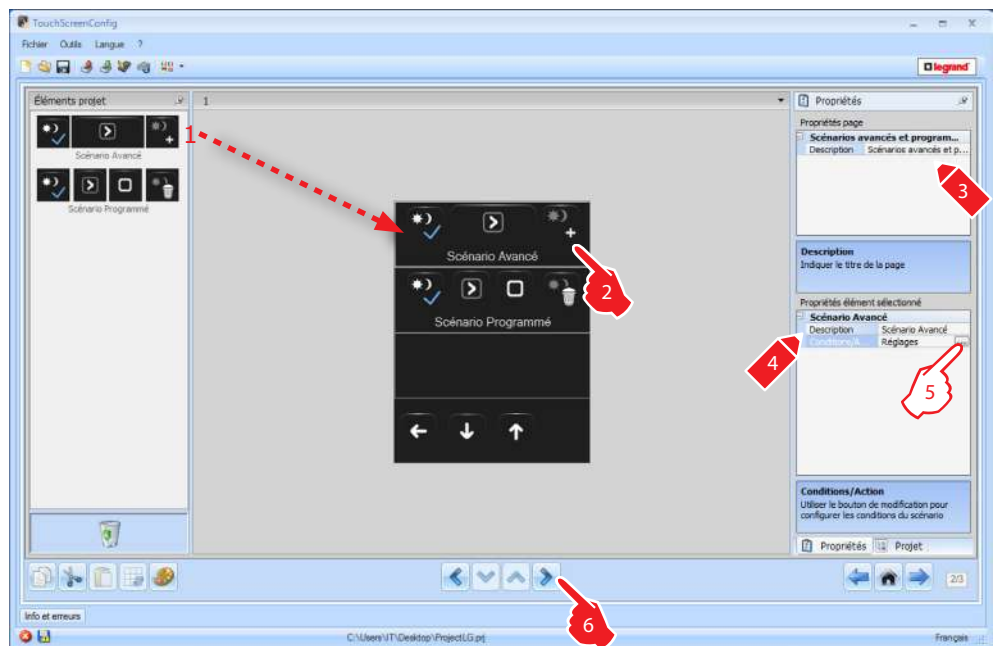 TouchScreenConfig
Fichier Outils Langue ?
legrand
Éléments projet
1
Propriétés
1
Scénario Avancé
Scénario Programmé
Scénario Avancé
2
Scénario Programmé
Propriétés page
Scénarios avancés et program...
Description Scénarios avancés et p...
3
Description
Indiquer le titre de la page
Propriétés élément sélectionné
Scénario Avancé
Description Scénario Avancé
Conditions/A... Réglages ...
4
5
Conditions/Action
Utiliser le bouton de modification pour
configurer les conditions du scénario
Propriétés Projet
2/3
6
Info et erreurs
C:\Users\IT\Desktop\ProjectLG.prj
Français